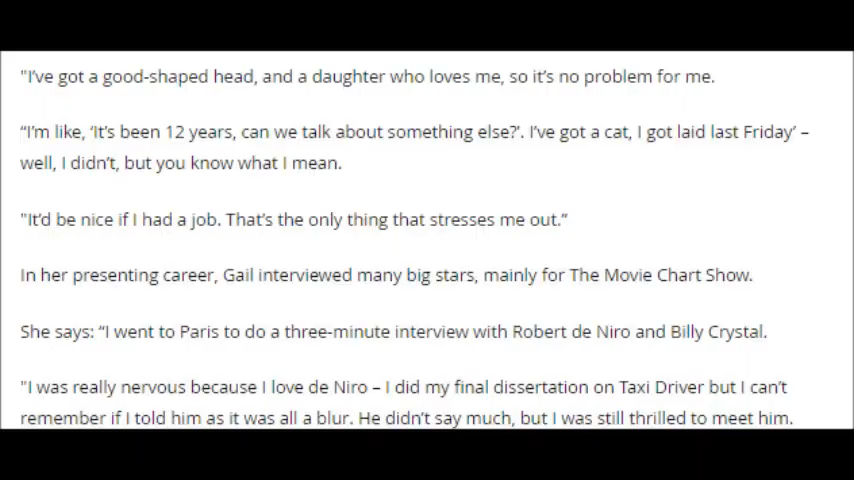 "I've got a good-shaped head, and a daughter who loves me, so it's no problem for me.
“I'm like, ‘It's been 12 years, can we talk about something else?’. I've got a cat, I got laid last Friday’ –
well, I didn't, but you know what I mean.
"It'd be nice if I had a job. That's the only thing that stresses me out.”
In her presenting career, Gail interviewed many big stars, mainly for The Movie Chart Show.
She says: “I went to Paris to do a three-minute interview with Robert de Niro and Billy Crystal.
"I was really nervous because I love de Niro – I did my final dissertation on Taxi Driver but I can't
remember if I told him as it was all a blur. He didn't say much, but I was still thrilled to meet him.